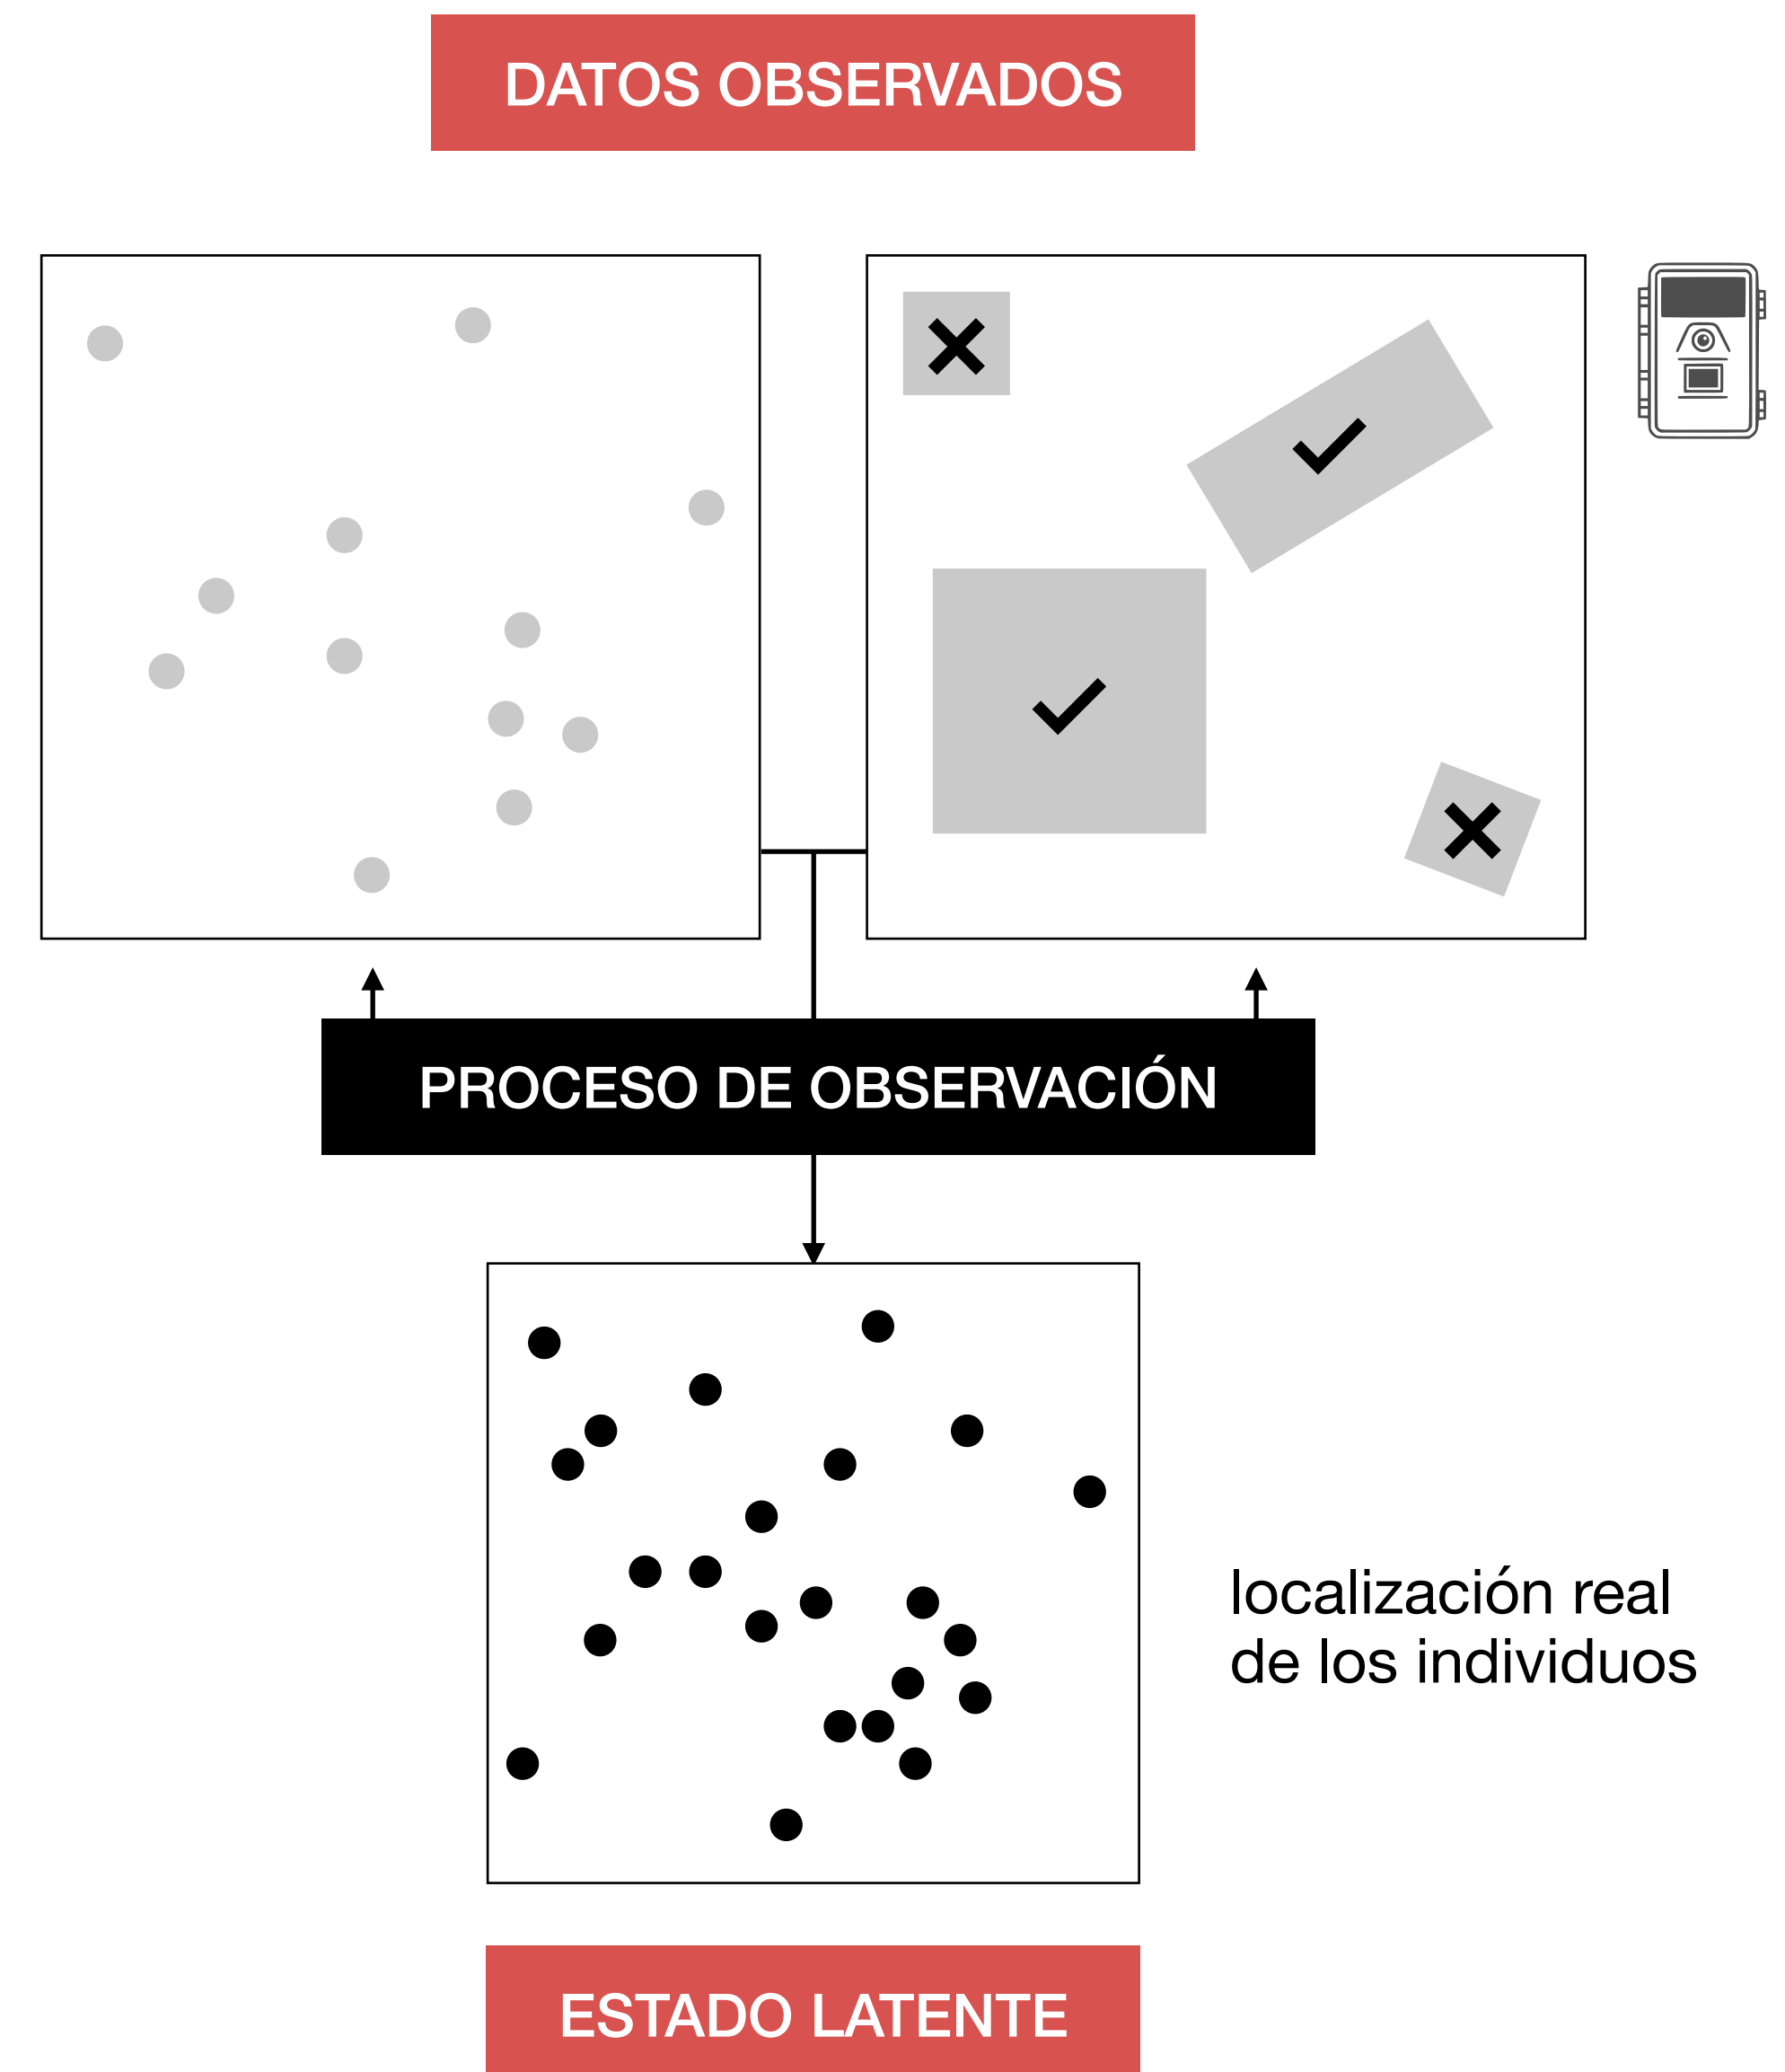 DATOS OBSERVADOS
PROCESO DE OBSERVACIÓN
localización real
de los individuos
ESTADO LATENTE